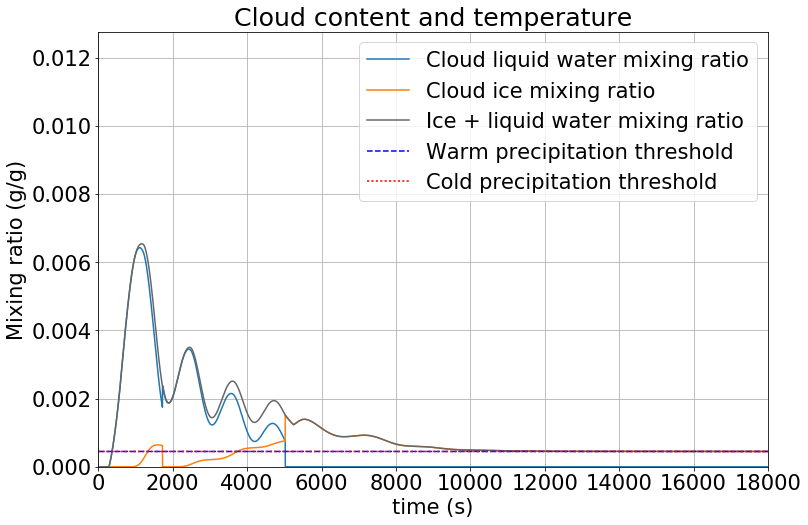 Cloud content and temperature
Mixing ratio (g/g)
0.012
0.010
0.008
0.006
0.004
0.002
0.000
Cloud liquid water mixing ratio
Cloud ice mixing ratio
Ice + liquid water mixing ratio
Warm precipitation threshold
Cold precipitation threshold
0 2000 4000 6000 8000 10000 12000 14000 16000 18000
time (s)